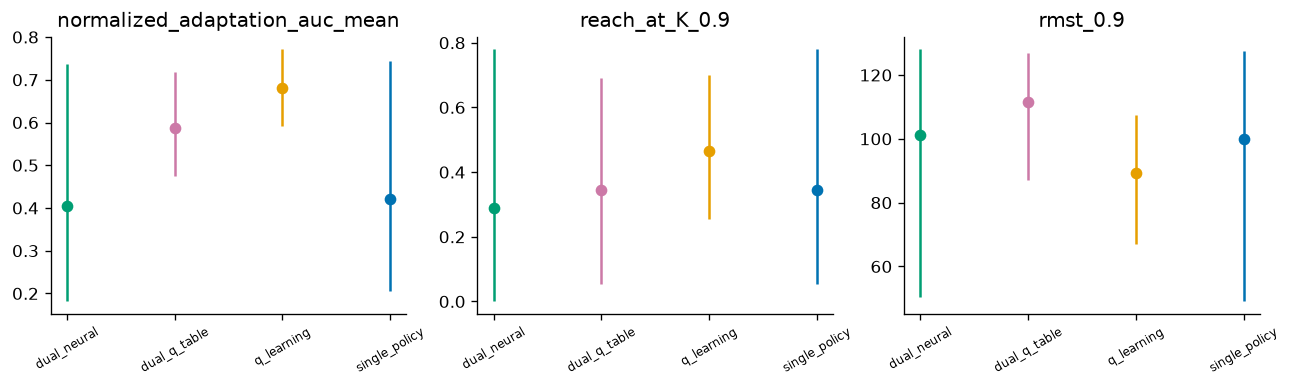 normalized_adaptation_auc_mean
0.8
0.7
0.6
0.5
0.4
0.3
0.2
dual_neural
dual_q_table
q_learning
single_policy
reach_at_K_0.9
0.8
0.6
0.4
0.2
0.0
dual_neural
dual_q_table
q_learning
single_policy
rmst_0.9
120
100
80
60
dual_neural
dual_q_table
q_learning
single_policy